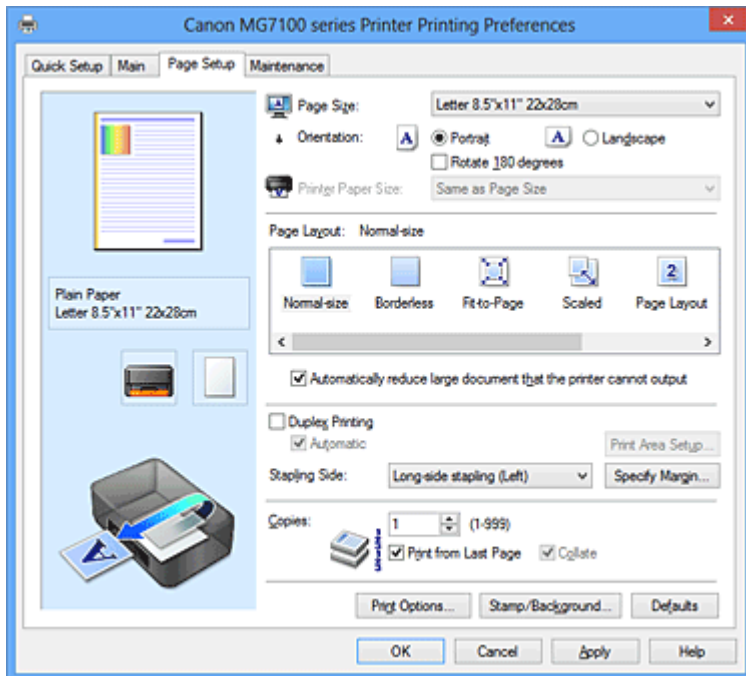 Canon MG7100 series Printer Printing Preferences
Quick Setup Main Page Setup Maintenance
Page Size: Letter 8.5"x11" 22x28cm
Orientation: A Portrait A Landscape
Rotate 180 degrees
Printer Paper Size: Same as Page Size
Page Layout: Normal-size
2
Normal-size Borderless Fit-to-Page Scaled Page Layout
Plain Paper
Letter 8.5"x11" 22x28cm
Automatically reduce large document that the printer cannot output
Duplex Printing
Automatic
Print Area Setup...
Stapling Side: Long-side stapling (Left) Specify Margin...
Copies: 1 (1-999)
Print from Last Page Collate
A
Print Options... Stamp/Background... Defaults
OK Cancel Apply Help